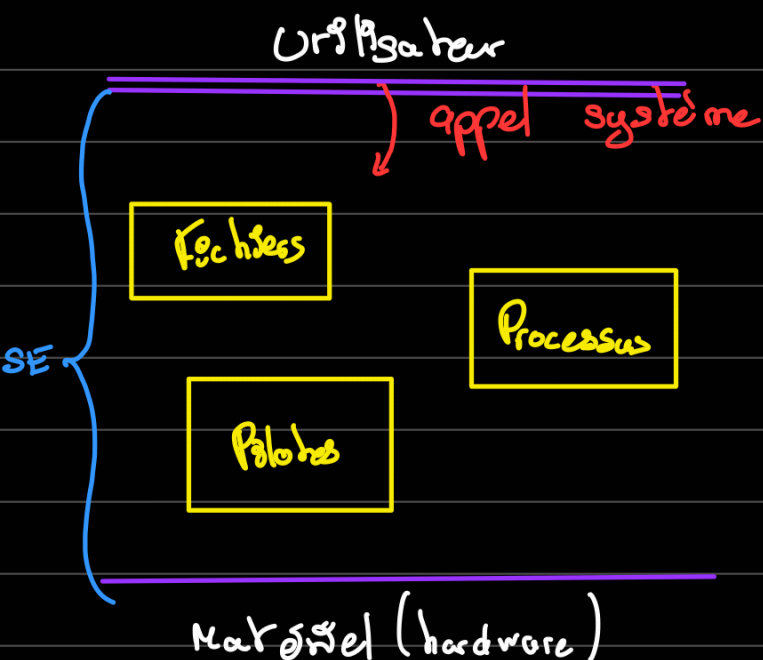 Utilisateur
appel système
Fichiers
Processus
SE
Pilotes
Matériel (hardware)